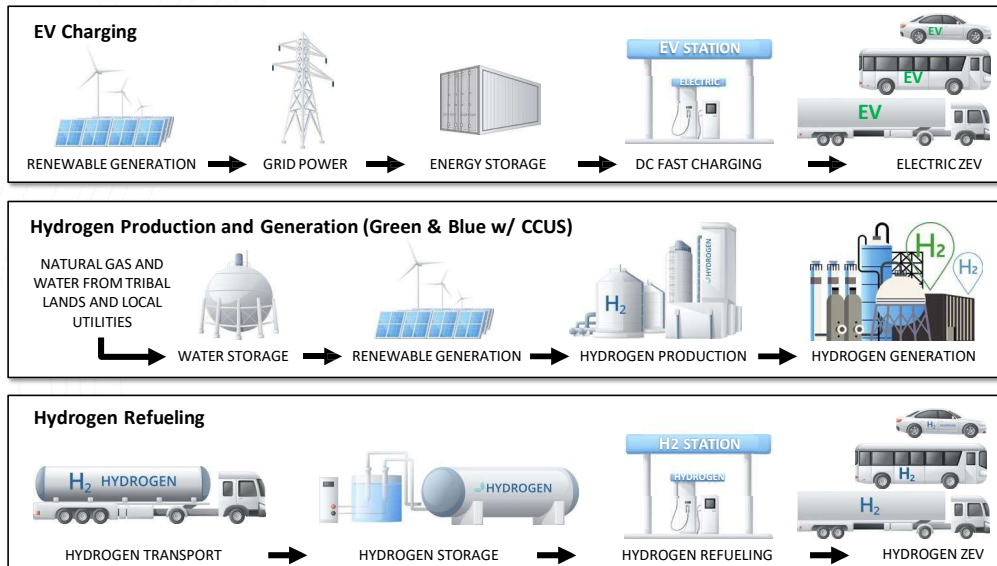 EV Charging
EV STATION
ELECTRIC
EV
EV
EV
RENEWABLE GENERATION
GRID POWER
ENERGY STORAGE
DC FAST CHARGING
ELECTRIC ZEV
Hydrogen Production and Generation (Green & Blue w/ CCUS)
NATURAL GAS AND
WATER FROM TRIBAL
LANDS AND LOCAL
UTILITIES
H2
HYDROGEN
H2
H2
WATER STORAGE
RENEWABLE GENERATION
HYDROGEN PRODUCTION
HYDROGEN GENERATION
Hydrogen Refueling
H2 HYDROGEN
HYDROGEN
H2 STATION
HYDROGEN
H2
H2
H2
HYDROGEN TRANSPORT
HYDROGEN STORAGE
HYDROGEN REFUELING
HYDROGEN ZEV